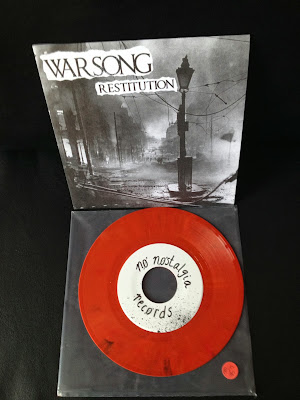 WARSONG
RESTITUTION
no nostalgia
records